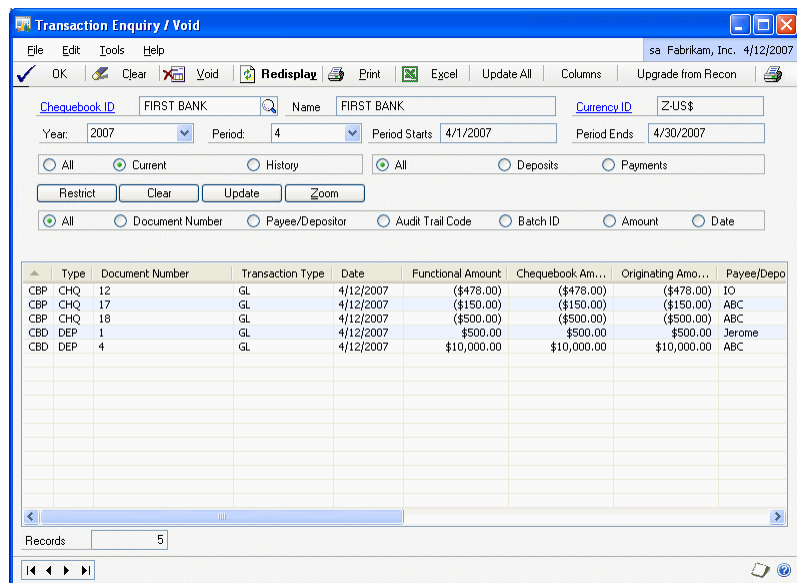 Transaction Enquiry / Void
File Edit Tools Help sa Fabrikam, Inc. 4/12/2007
OK Clear Void Redisplay Print Excel Update All Columns Upgrade from Recon
Chequebook ID FIRST BANK Name FIRST BANK Currency ID Z-US$
Year: 2007 Period: 4 Period Starts 4/1/2007 Period Ends 4/30/2007
All Current History All Deposits Payments
Restrict Clear Update Zoom
All Document Number Payee/Depositor Audit Trail Code Batch ID Amount Date
Type Document Number Transaction Type Date Functional Amount Chequebook Am... Originating Amo... Payee/Depo
CBP CHQ 12 GL 4/12/2007 ($478.00) ($478.00) ($478.00) IO
CBP CHQ 17 GL 4/12/2007 ($150.00) ($150.00) ($150.00) ABC
CBP CHQ 18 GL 4/12/2007 ($500.00) ($500.00) ($500.00) ABC
CBD DEP 1 GL 4/12/2007 $500.00 $500.00 $500.00 Jerome
CBD DEP 4 GL 4/12/2007 $10,000.00 $10,000.00 $10,000.00 ABC
Records 5